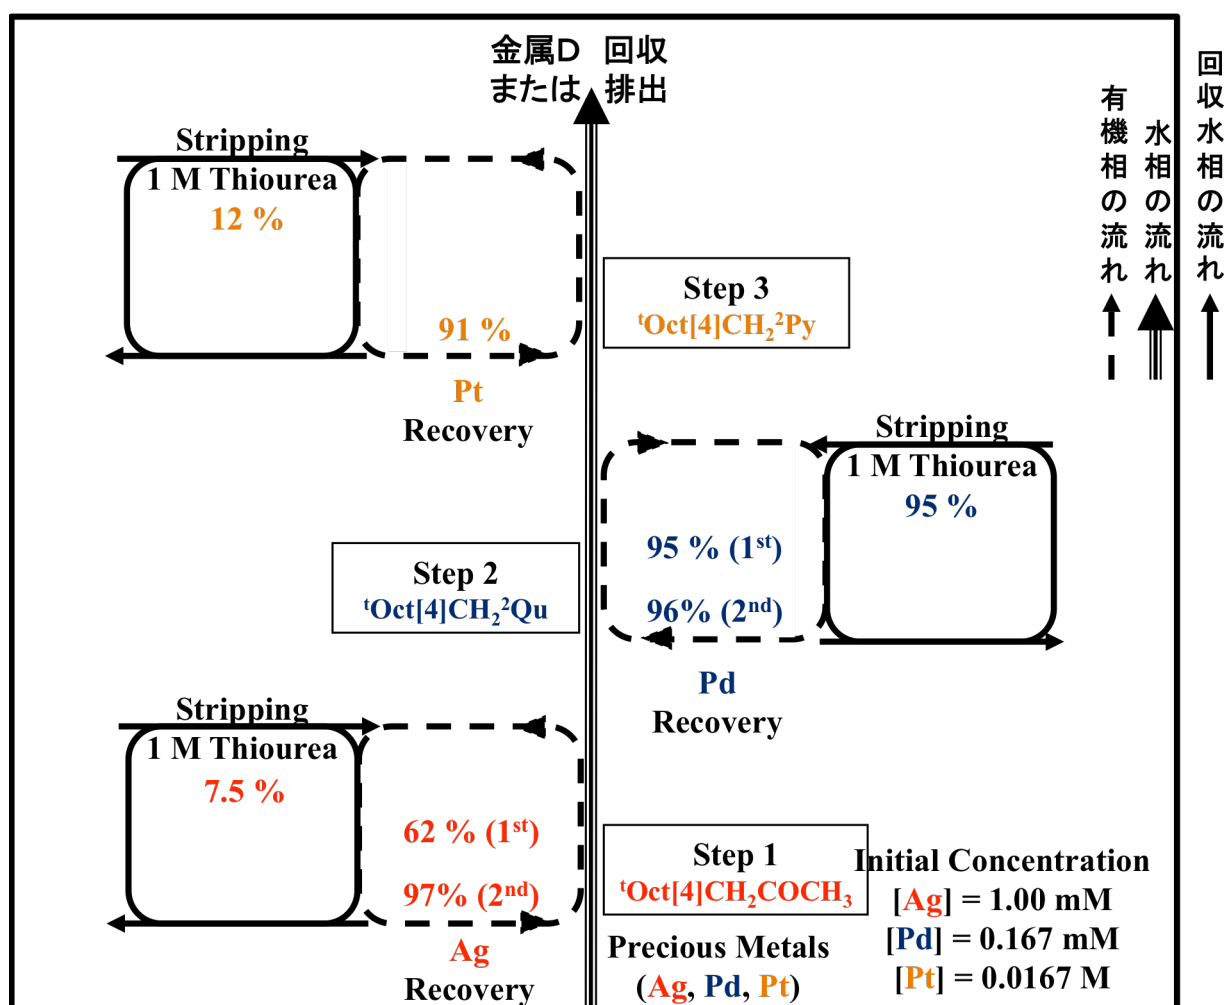 金属D 回収
または 排出
有機相の流れ
水相の流れ
回収水相の流れ
Stripping
1 M Thiourea
12 %
91 %
Pt
Recovery
Step 3
ᵗOct[4]CH₂²Py
Stripping
1 M Thiourea
95 %
95 % (1ˢᵗ)
96% (2ⁿᵈ)
Pd
Recovery
Step 2
ᵗOct[4]CH₂²Qu
Stripping
1 M Thiourea
7.5 %
62 % (1ˢᵗ)
97% (2ⁿᵈ)
Ag
Recovery
Step 1
ᵗOct[4]CH₂COCH₃
Precious Metals
(Ag, Pd, Pt)
Initial Concentration
[Ag] = 1.00 mM
[Pd] = 0.167 mM
[Pt] = 0.0167 M